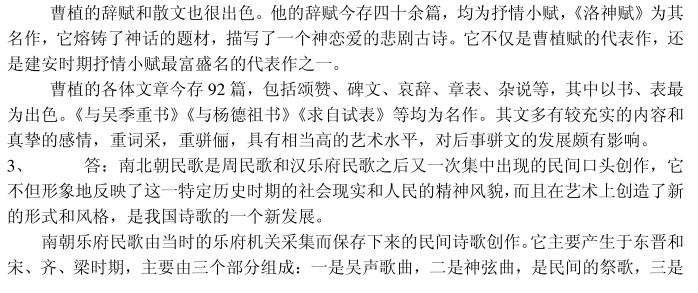 曹植的辞赋和散文也很出色。他的辞赋今存四十余篇，均为抒情小赋，《洛神赋》为其
名作，它熔铸了神话的题材，描写了一个神恋爱的悲剧古诗。它不仅是曹植赋的代表作，还
是建安时期抒情小赋最富盛名的代表作之一。
曹植的各体文章今存 92 篇，包括颂赞、碑文、哀辞、章表、杂说等，其中以书、表最
为出色。《与吴季重书》《与杨德祖书》《求自试表》等均为名作。其文多有较充实的内容和
真挚的感情，重词采，重骈俪，具有相当高的艺术水平，对后事骈文的发展颇有影响。
3、 答：南北朝民歌是周民歌和汉乐府民歌之后又一次集中出现的民间口头创作，它
不但形象地反映了这一特定历史时期的社会现实和人民的精神风貌，而且在艺术上创造了新
的形式和风格，是我国诗歌的一个新发展。
南朝乐府民歌由当时的乐府机关采集而保存下来的民间诗歌创作。它主要产生于东晋和
宋、齐、梁时期，主要由三个部分组成：一是吴声歌曲，二是神弦曲，是民间的祭歌，三是